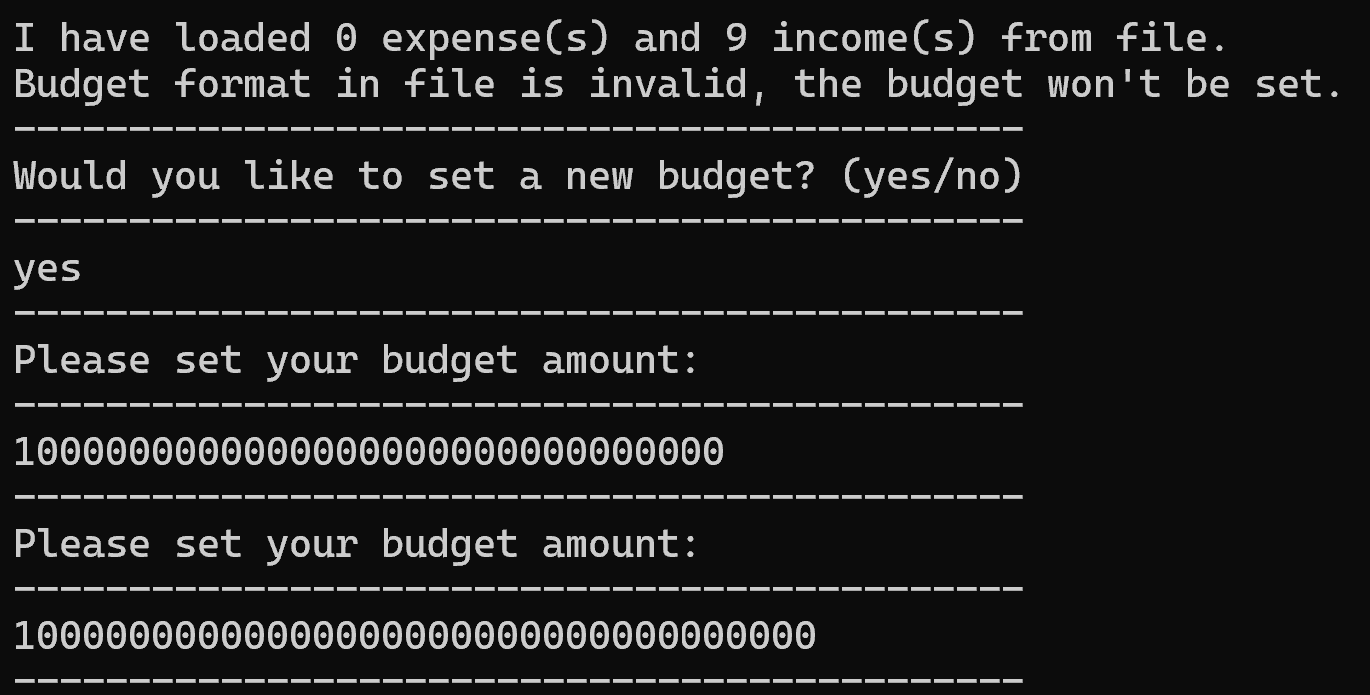 I have loaded 0 expense(s) and 9 income(s) from file.
Budget format in file is invalid, the budget won't be set.
--------------------------------------------
Would you like to set a new budget? (yes/no)
--------------------------------------------
yes
--------------------------------------------
Please set your budget amount:
--------------------------------------------
1000000000000000000000000000000
--------------------------------------------
Please set your budget amount:
--------------------------------------------
10000000000000000000000000000000000
--------------------------------------------